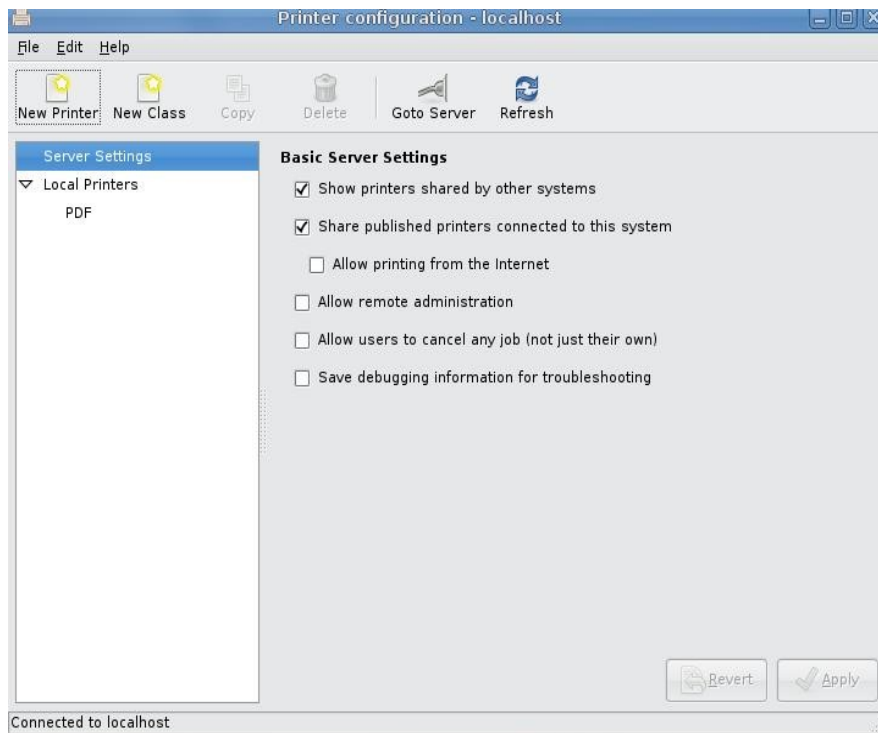 Printer configuration - localhost
File Edit Help
New Printer New Class Copy Delete Goto Server Refresh
Server Settings
Local Printers
PDF
Basic Server Settings
Show printers shared by other systems
Share published printers connected to this system
Allow printing from the Internet
Allow remote administration
Allow users to cancel any job (not just their own)
Save debugging information for troubleshooting
Revert Apply
Connected to localhost